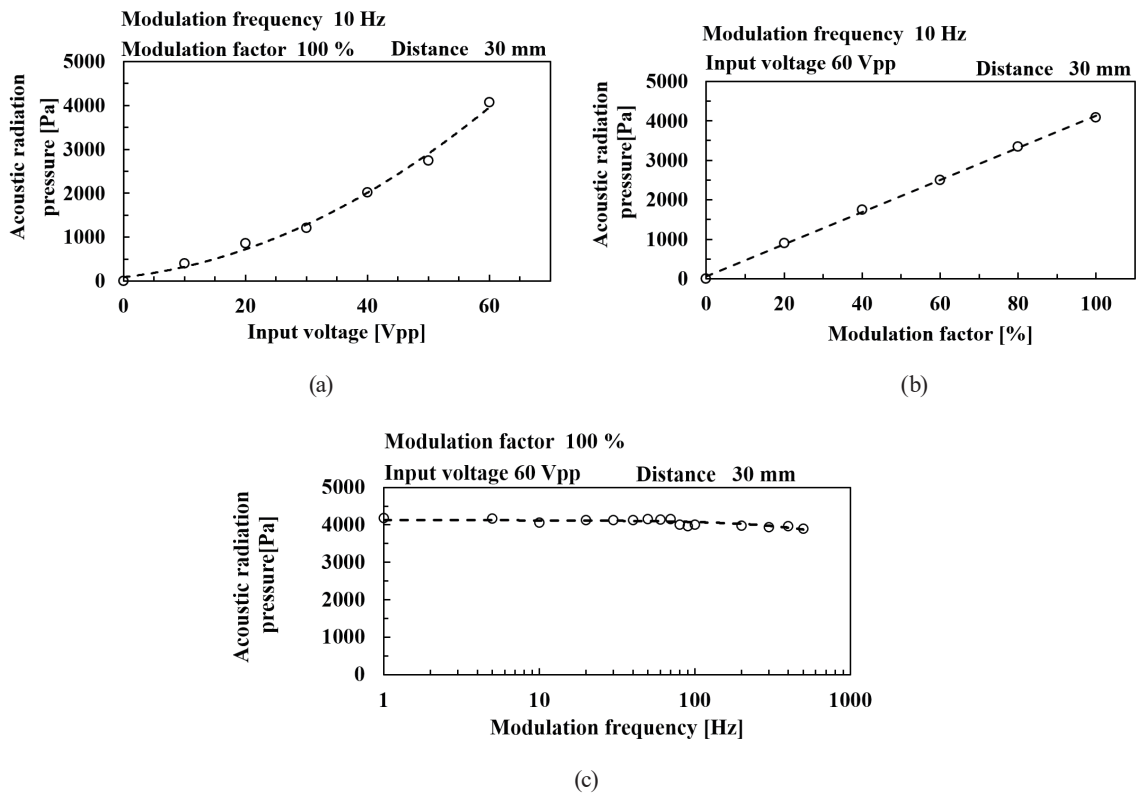 Modulation frequency 10 Hz
Modulation factor 100 % Distance 30 mm
Acoustic radiation
pressure [Pa]
5000
4000
3000
2000
1000
0
0 20 40 60
Input voltage [Vpp]
(a)
Modulation frequency 10 Hz
Input voltage 60 Vpp Distance 30 mm
Acoustic radiation
pressure[Pa]
5000
4000
3000
2000
1000
0
0 20 40 60 80 100
Modulation factor [%]
(b)
Modulation factor 100 %
Input voltage 60 Vpp Distance 30 mm
Acoustic radiation
pressure[Pa]
5000
4000
3000
2000
1000
0
1 10 100 1000
Modulation frequency [Hz]
(c)